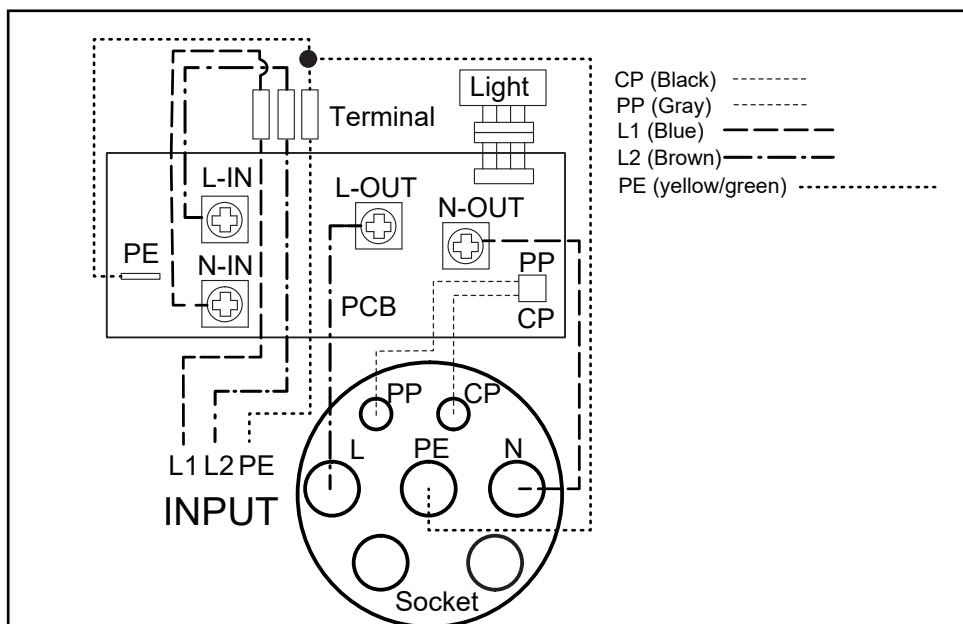 Light
Terminal
CP (Black)
PP (Gray)
L1 (Blue)
L2 (Brown)
PE (yellow/green)
L-IN
L-OUT
N-OUT
PE
N-IN
PCB
PP
CP
PP
CP
L
PE
N
L1 L2 PE
INPUT
Socket